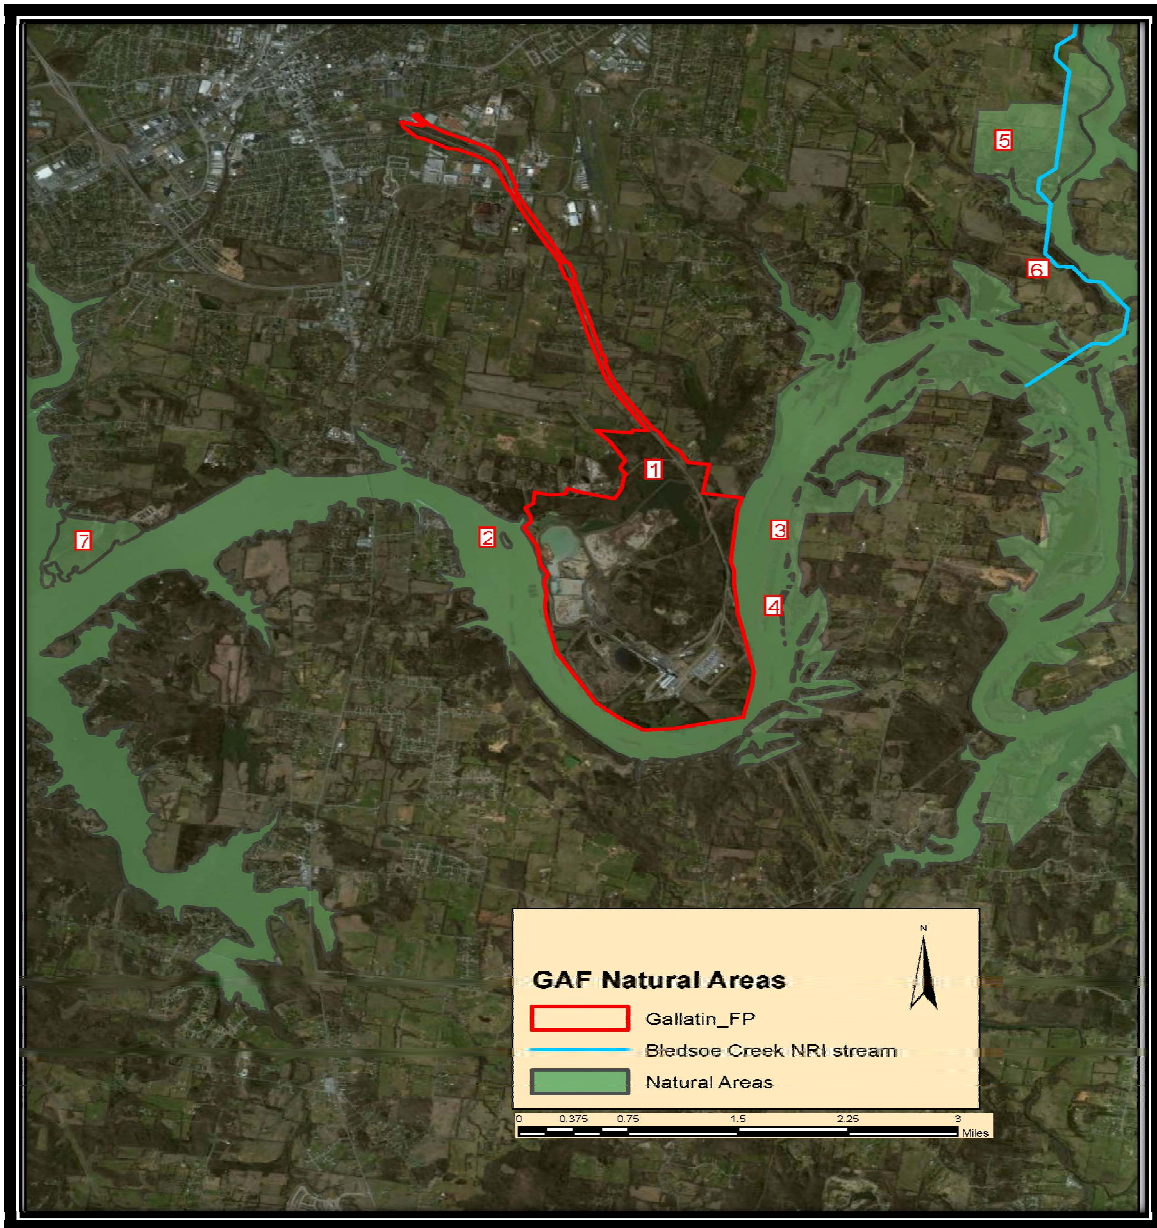 5
6
1
7
2
3
4
N
GAF Natural Areas
Gallatin_FP
Bledsoe Creek NRI stream
Natural Areas
0 0.375 0.75 1.5 2.25 3
Miles